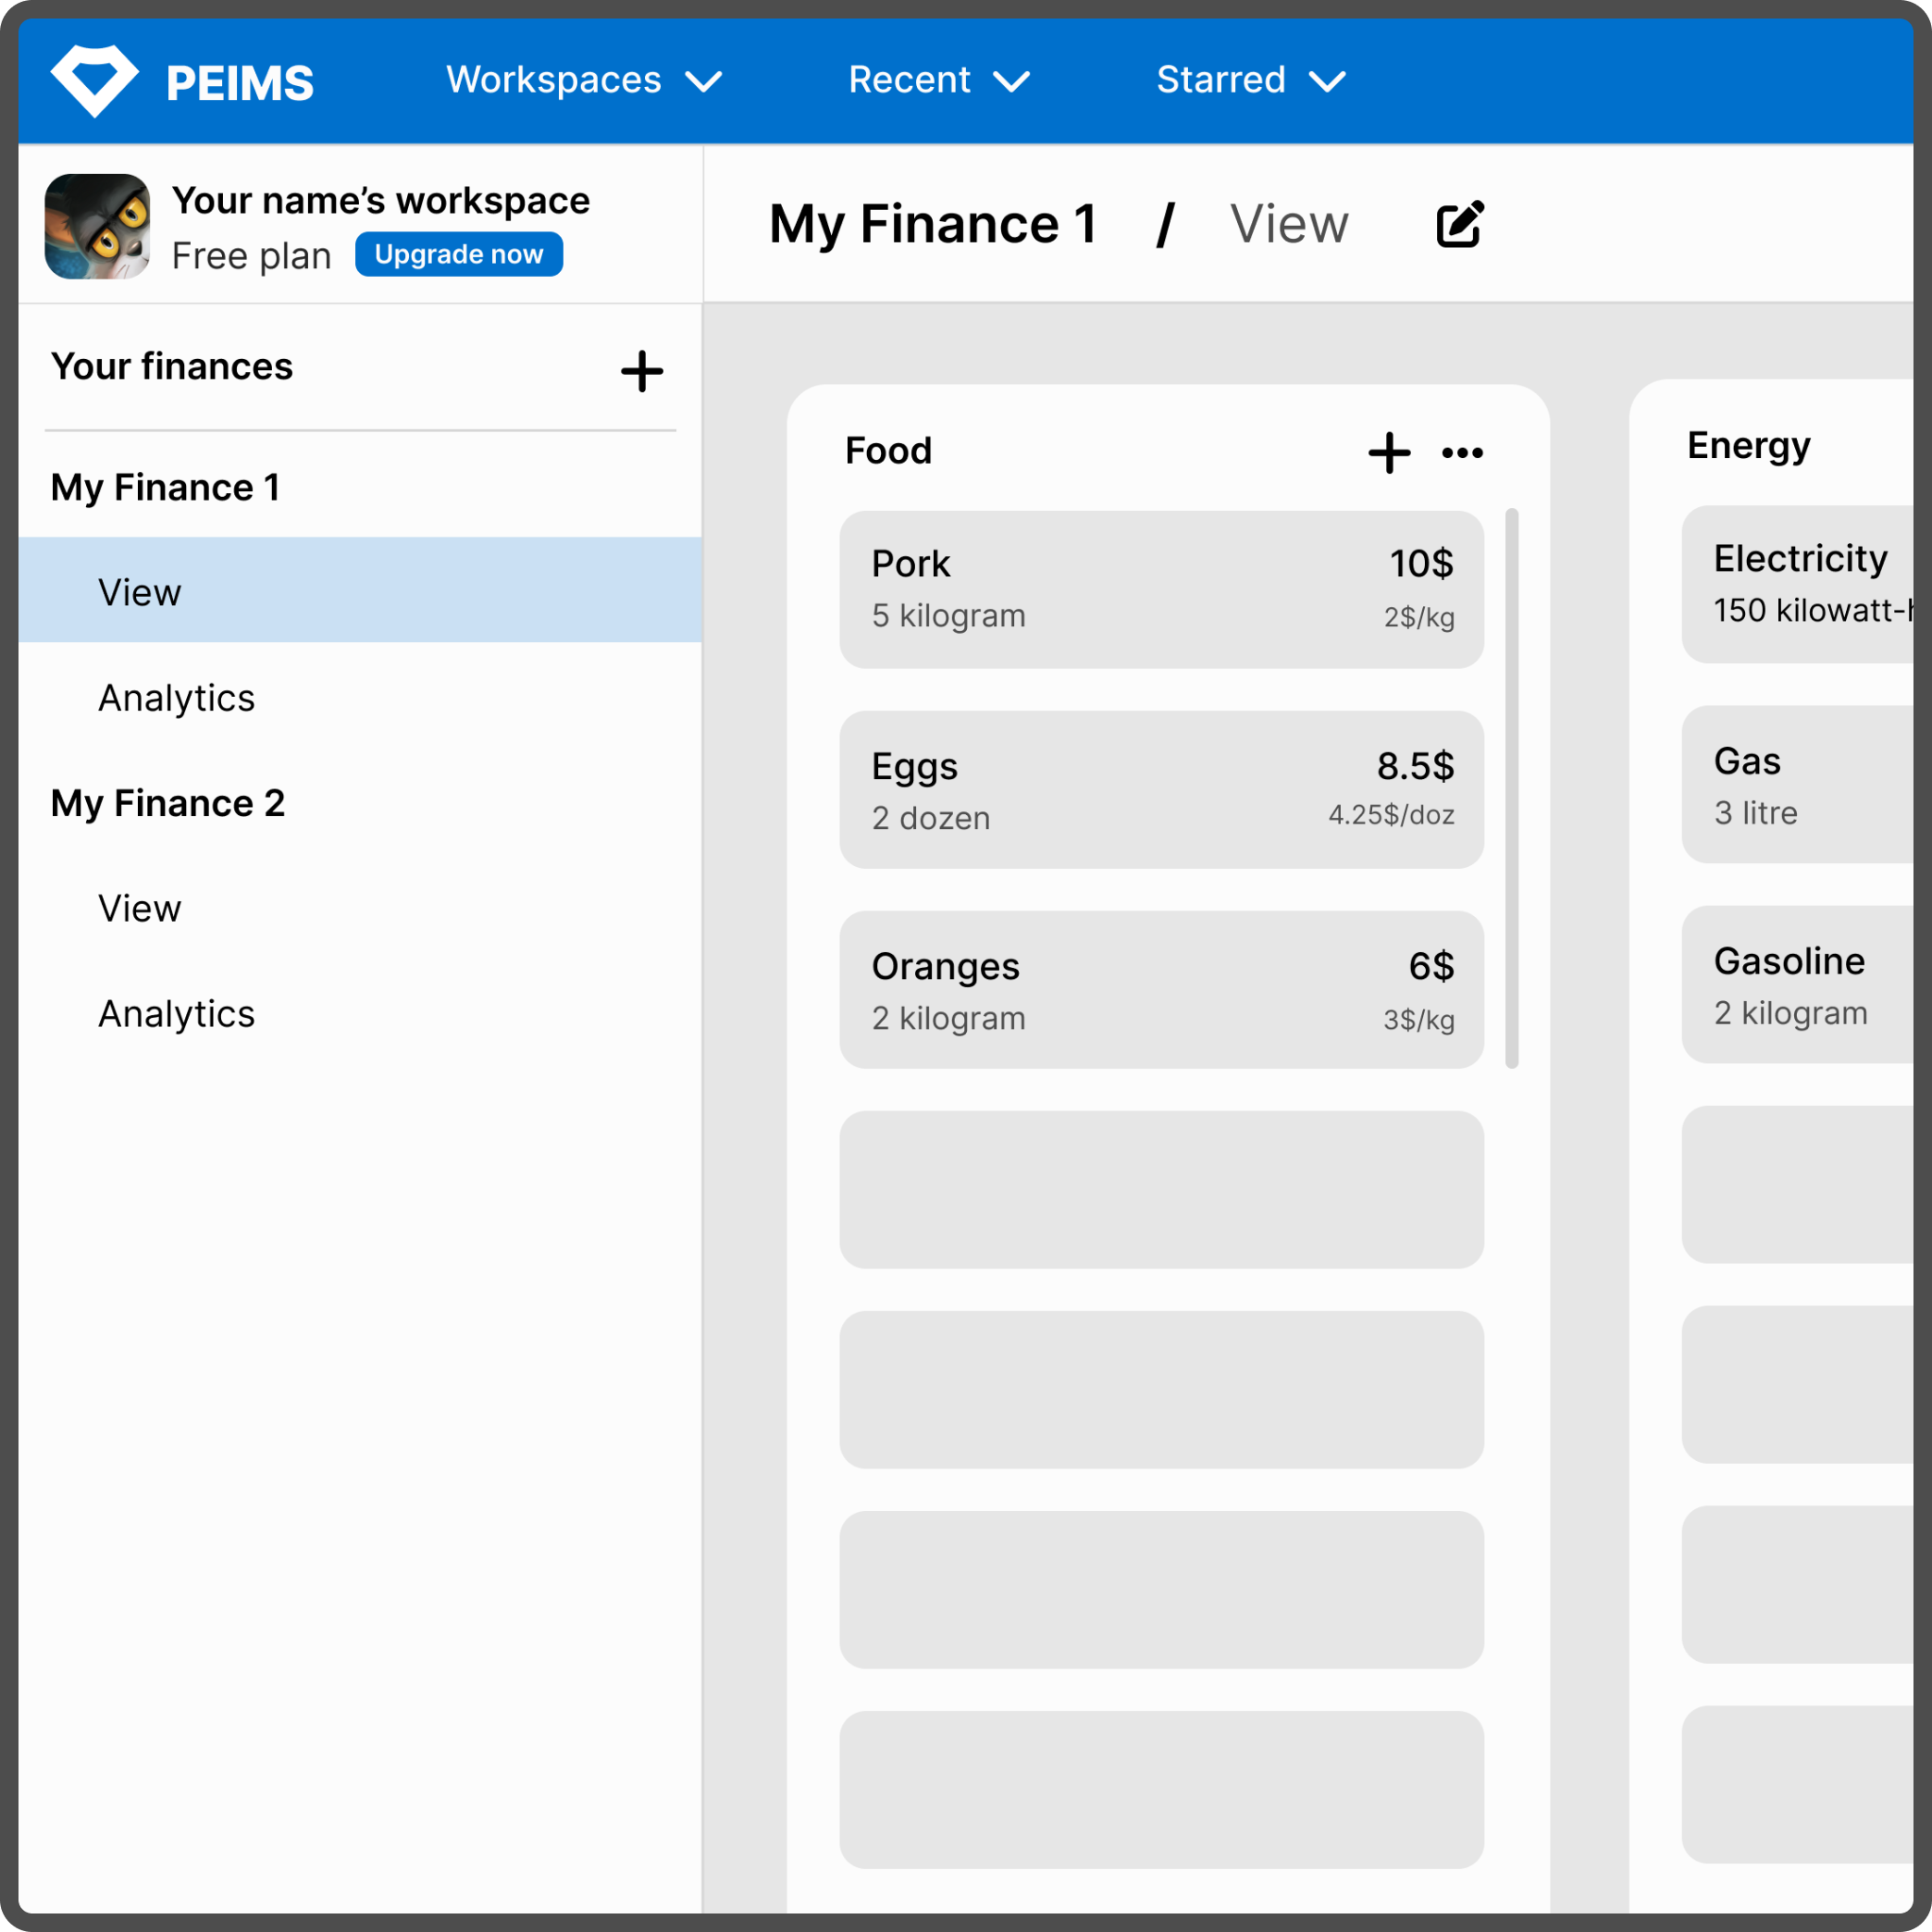 PEIMS
Workspaces
Recent
Starred
Your name’s workspace
Free plan
Upgrade now
My Finance 1 / View
Your finances
My Finance 1
View
Analytics
My Finance 2
View
Analytics
Food
Pork 10$
5 kilogram 2$/kg
Eggs 8.5$
2 dozen 4.25$/doz
Oranges 6$
2 kilogram 3$/kg
Energy
Electricity
150 kilowatt-
Gas
3 litre
Gasoline
2 kilogram